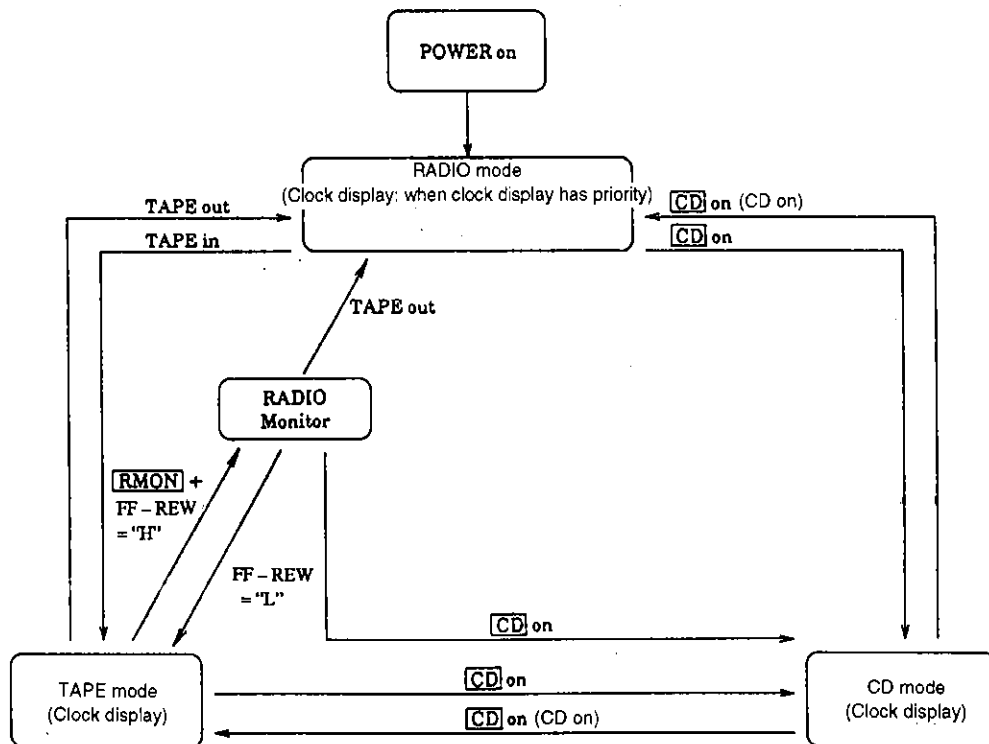 POWER on
RADIO mode
(Clock display: when clock display has priority)
TAPE out
CD on (CD on)
TAPE in
CD on
TAPE out
RADIO
Monitor
RMON +
FF – REW
= "H"
FF – REW
= "L"
CD on
TAPE mode
(Clock display)
CD on
CD on (CD on)
CD mode
(Clock display)